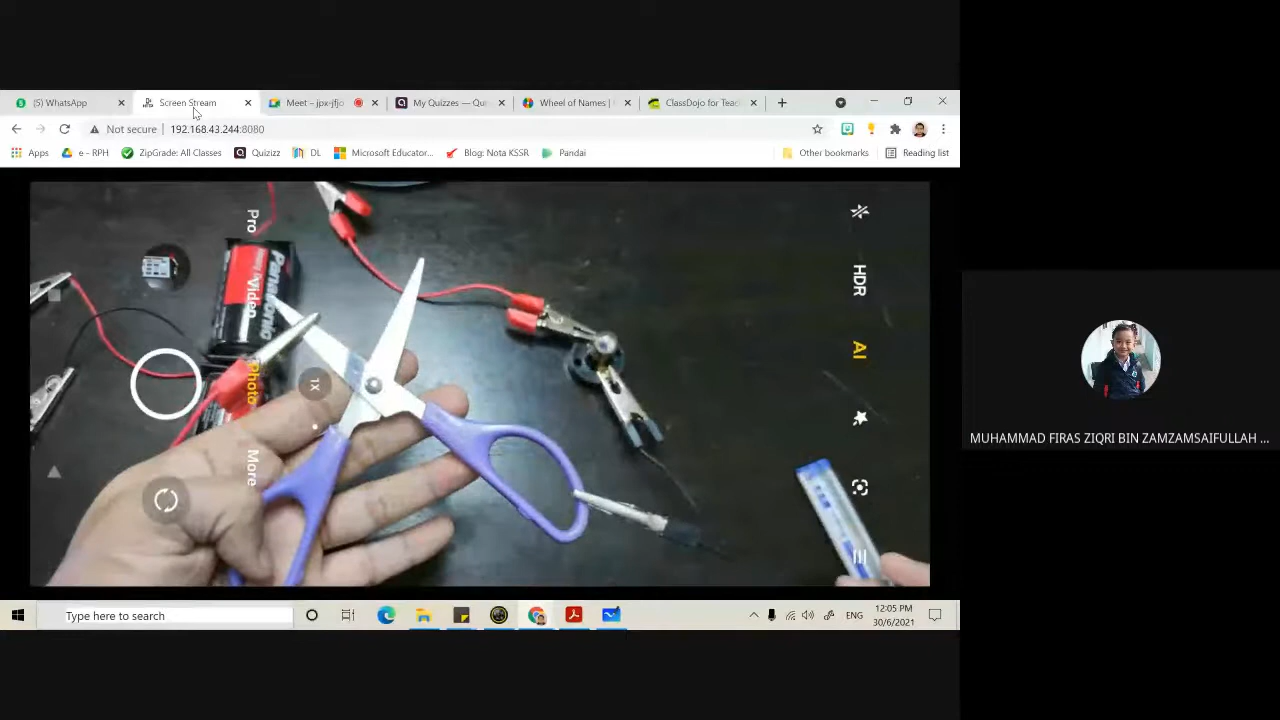 (5) WhatsApp
Screen Stream
Meet – jpx-jfjo
My Quizzes — Qui
Wheel of Names |
ClassDojo for Teac
Not secure
192.168.43.244:8080
Apps
e - RPH
ZipGrade: All Classes
Quizizz
DL
Microsoft Educator...
Blog: Nota KSSR
Pandai
Other bookmarks
Reading list
Pro
Video
Photo
More
Panasonic
1X
HDR
AI
MUHAMMAD FIRAS ZIQRI BIN ZAMZAMSAIFULLAH ...
Type here to search
ENG
12:05 PM
30/6/2021